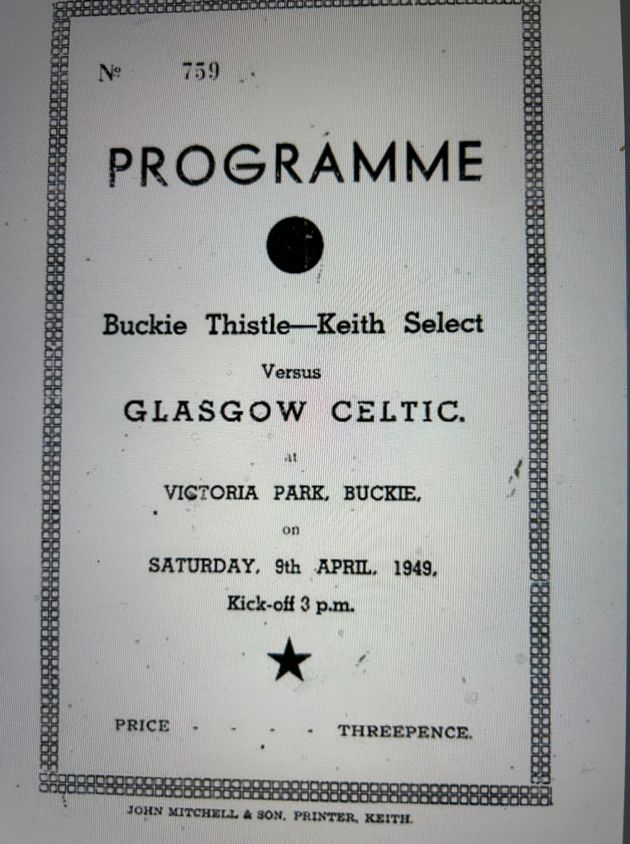 Nº 759
PROGRAMME
Buckie Thistle—Keith Select
Versus
GLASGOW CELTIC.
at
VICTORIA PARK, BUCKIE,
on
SATURDAY, 9th APRIL, 1949,
Kick-off 3 p.m.
PRICE - - - - THREEPENCE.
JOHN MITCHELL & SON, PRINTER, KEITH.